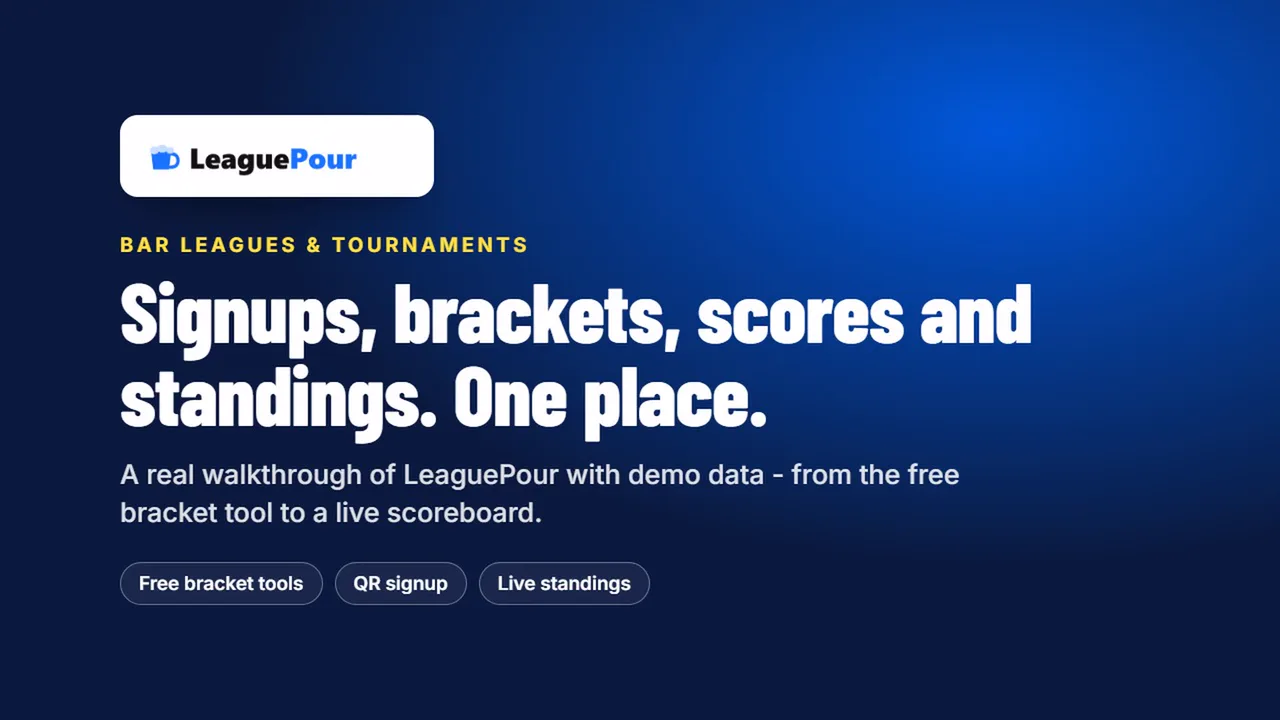 LeaguePour
BAR LEAGUES & TOURNAMENTS
Signups, brackets, scores and
standings. One place.
A real walkthrough of LeaguePour with demo data - from the free
bracket tool to a live scoreboard.
Free bracket tools
QR signup
Live standings